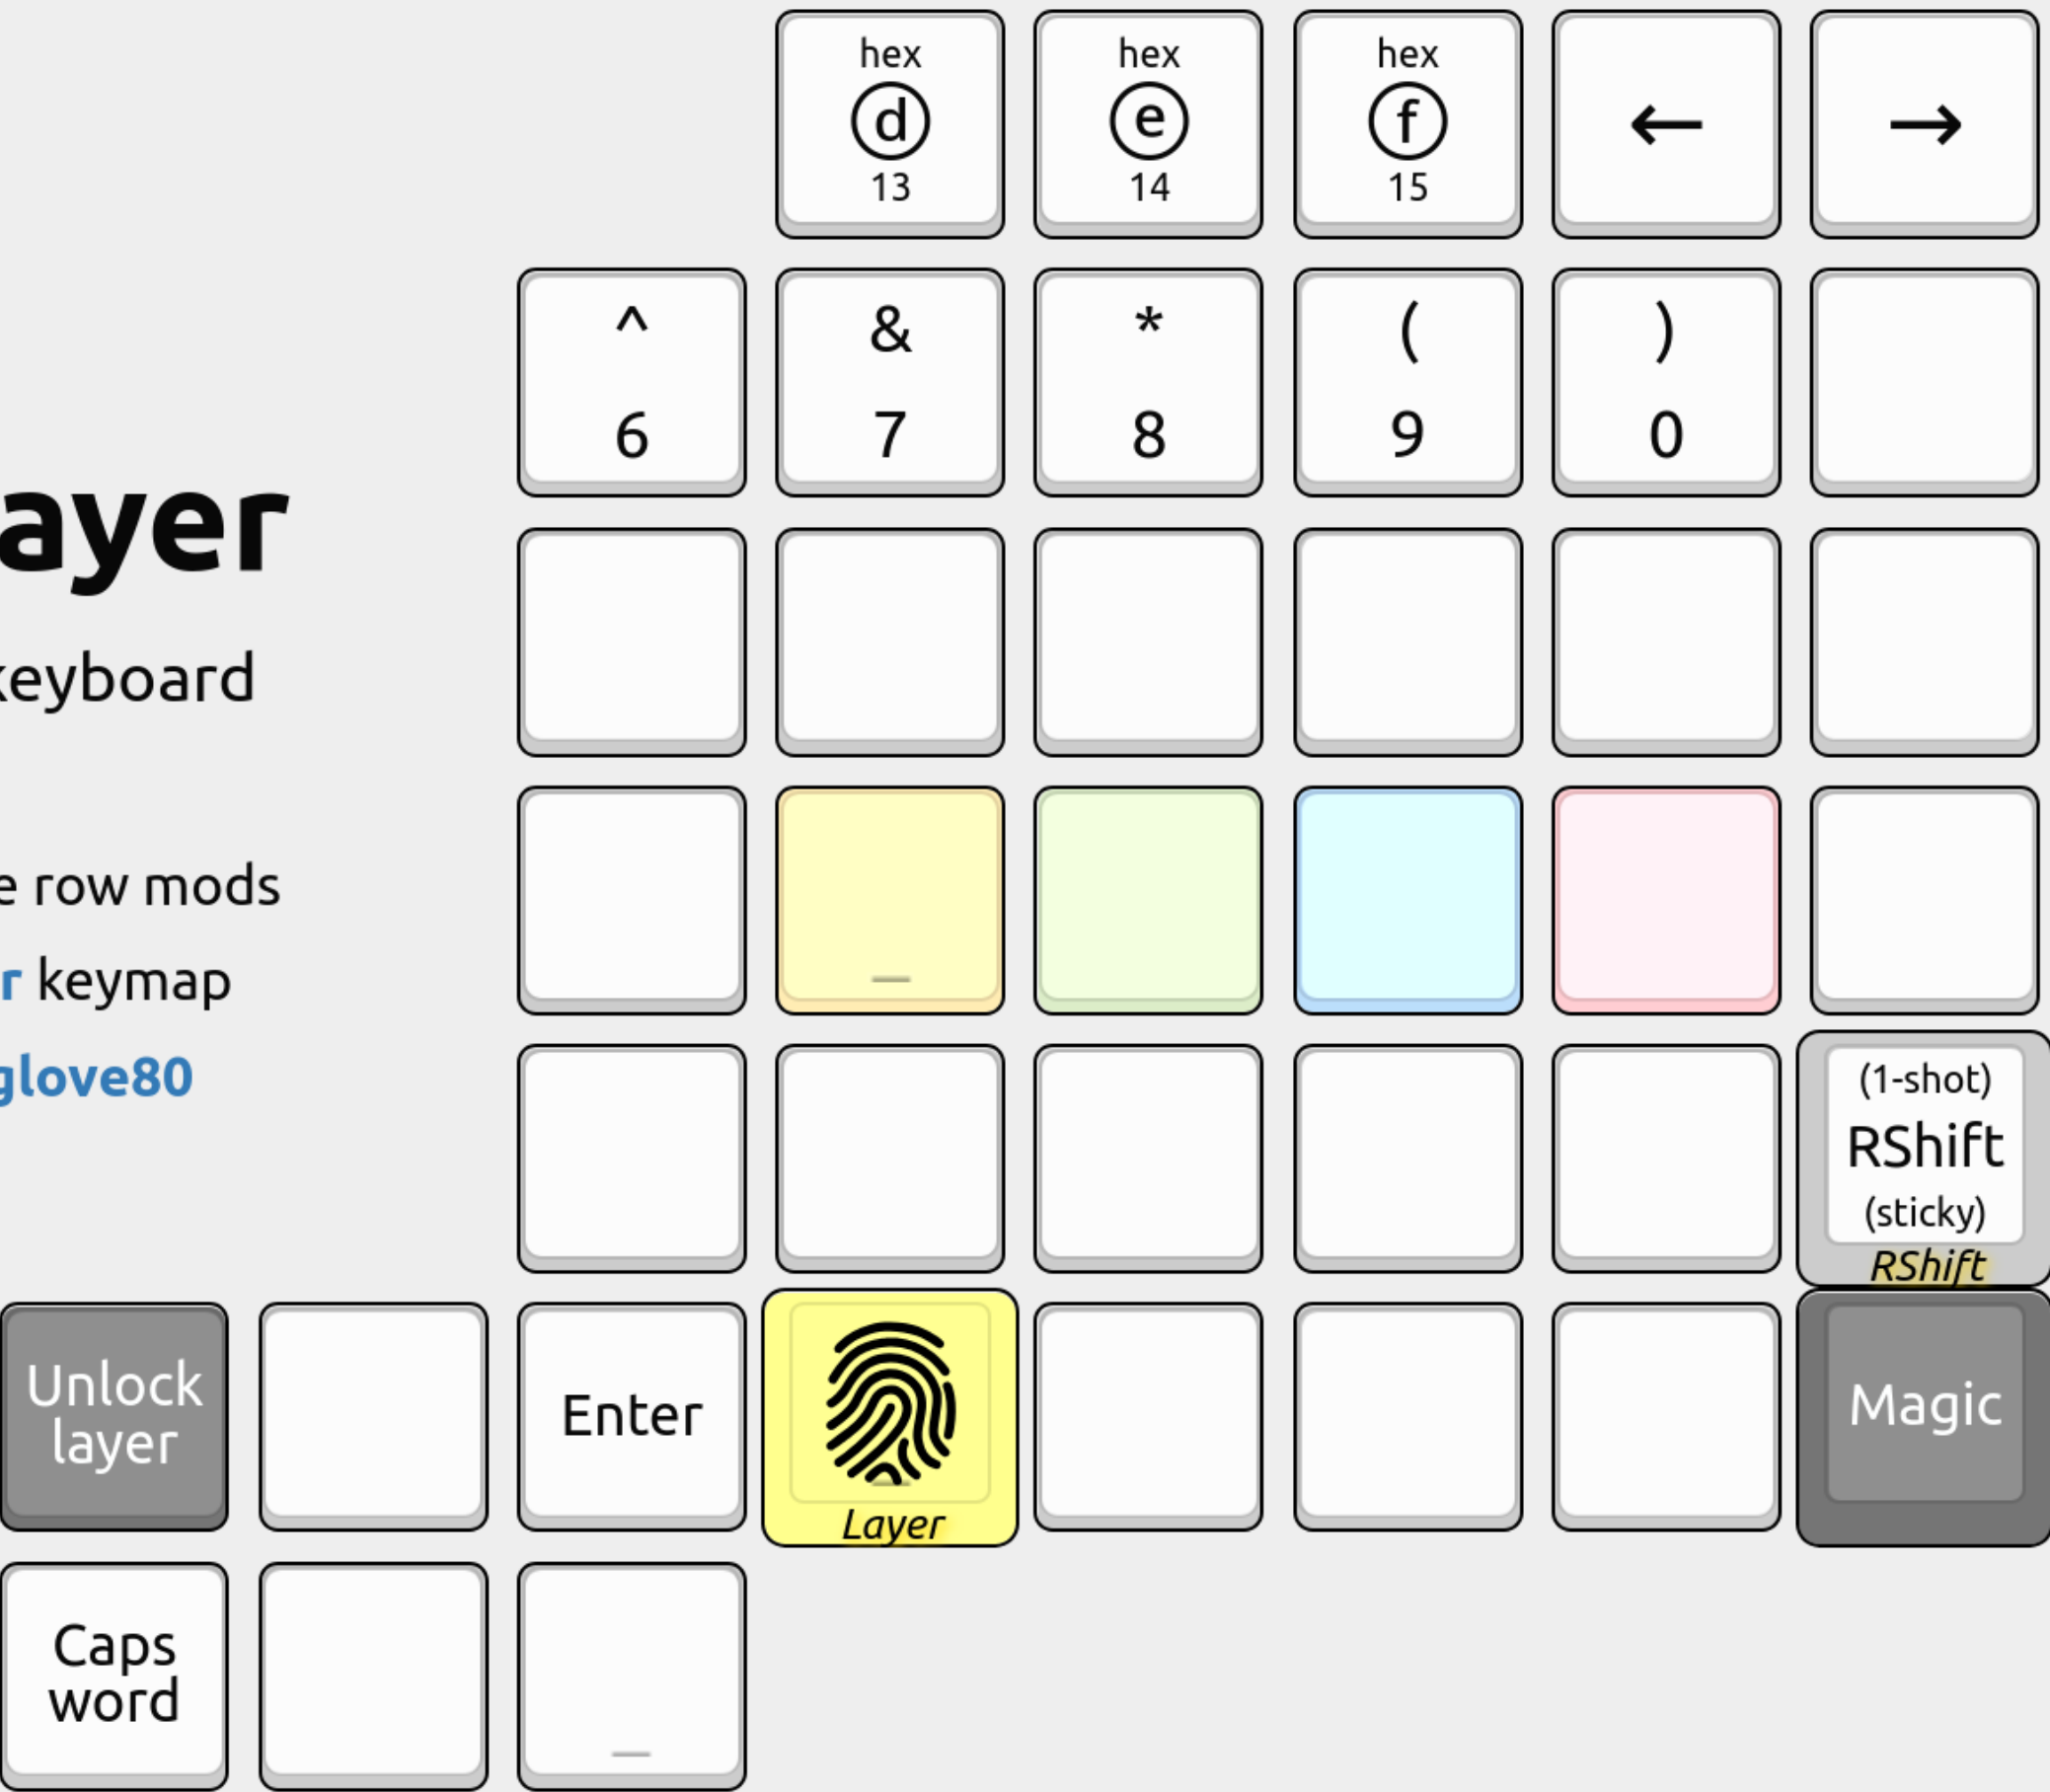 hex
d
13
hex
e
14
hex
f
15
←
→
^
6
&
7
*
8
(
9
)
0
ayer
keyboard
e row mods
r keymap
glove80
_
(1-shot)
RShift
(sticky)
RShift
Unlock
layer
Enter
Layer
Magic
Caps
word
_